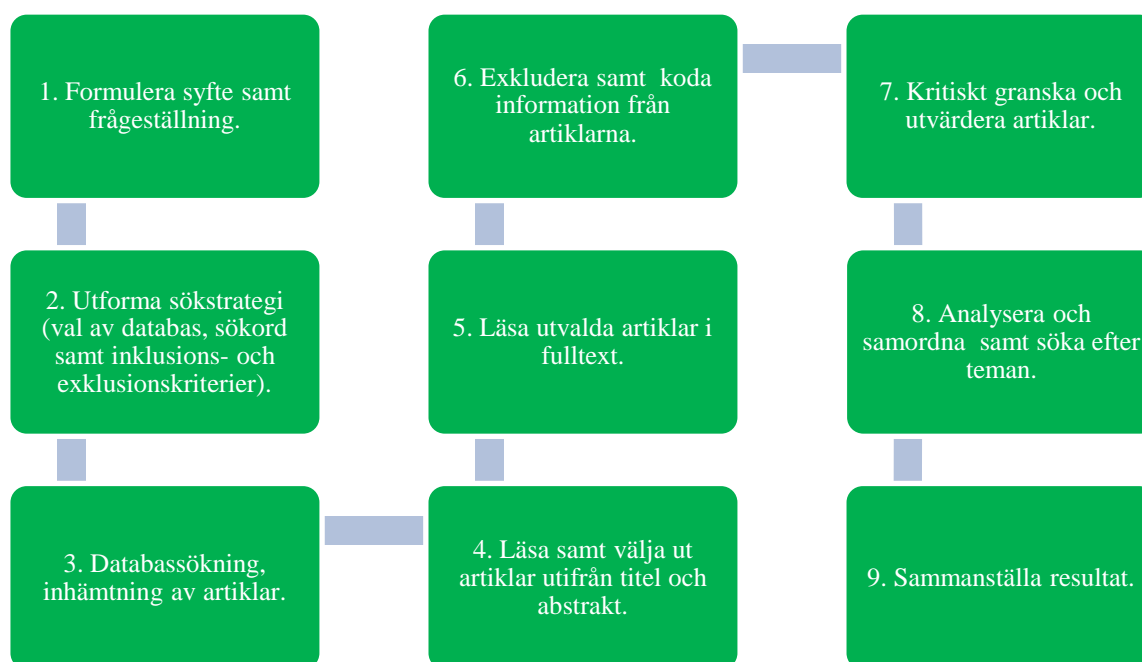 1. Formulera syfte samt
frågeställning.
2. Utforma sökstrategi
(val av databas, sökord
samt inklusions- och
exklusionskriterier).
3. Databassökning,
inhämtning av artiklar.
4. Läsa samt välja ut
artiklar utifrån titel och
abstrakt.
5. Läsa utvalda artiklar i
fulltext.
6. Exkludera samt  koda
information från
artiklarna.
7. Kritiskt granska och
utvärdera artiklar.
8. Analysera och
samordna  samt söka efter
teman.
9. Sammanställa resultat.